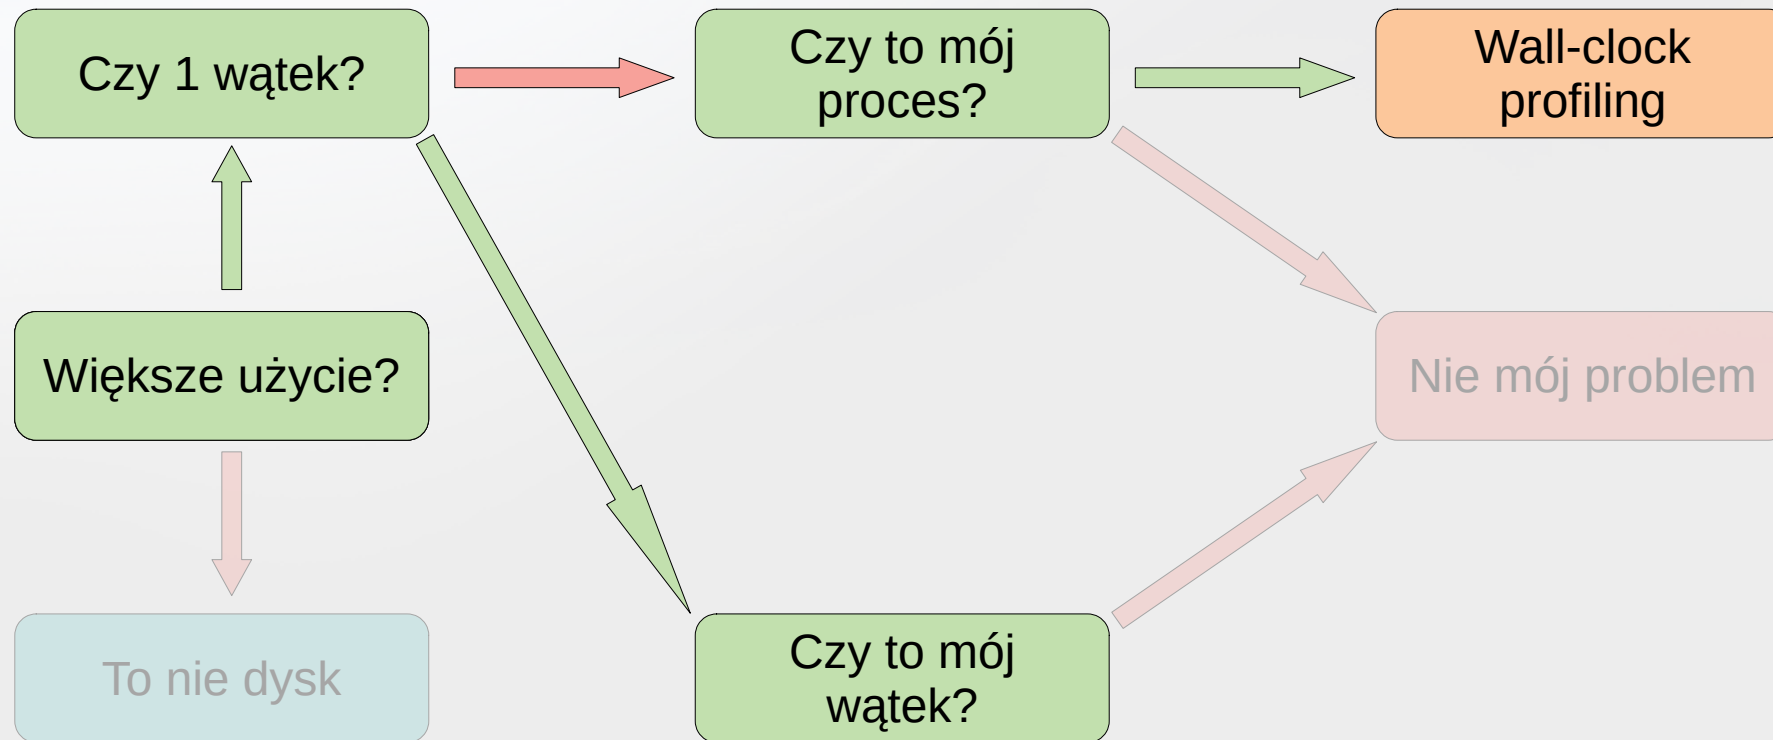 Czy 1 wątek?
Czy to mój
proces?
Wall-clock
profiling
Większe użycie?
Nie mój problem
To nie dysk
Czy to mój
wątek?